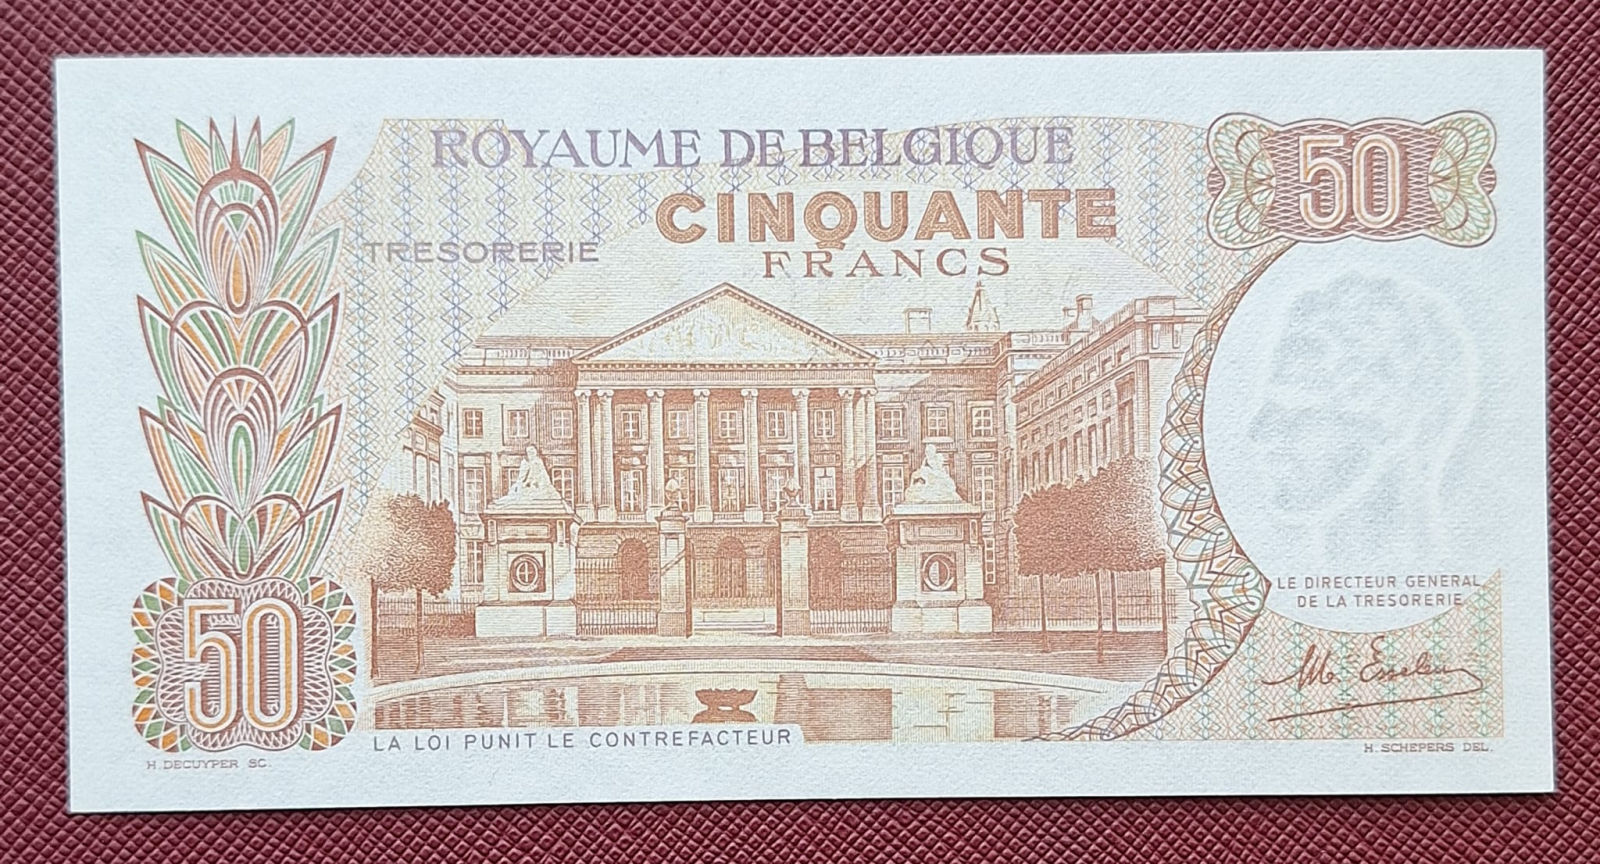 ROYAUME DE BELGIQUE
50
CINQUANTE
TRESORERIE
FRANCS
LE DIRECTEUR GENERAL
DE LA TRESORERIE
50
LA LOI PUNIT LE CONTREFACTEUR
H. DECUYPER SC.
H. SCHEPERS DEL.